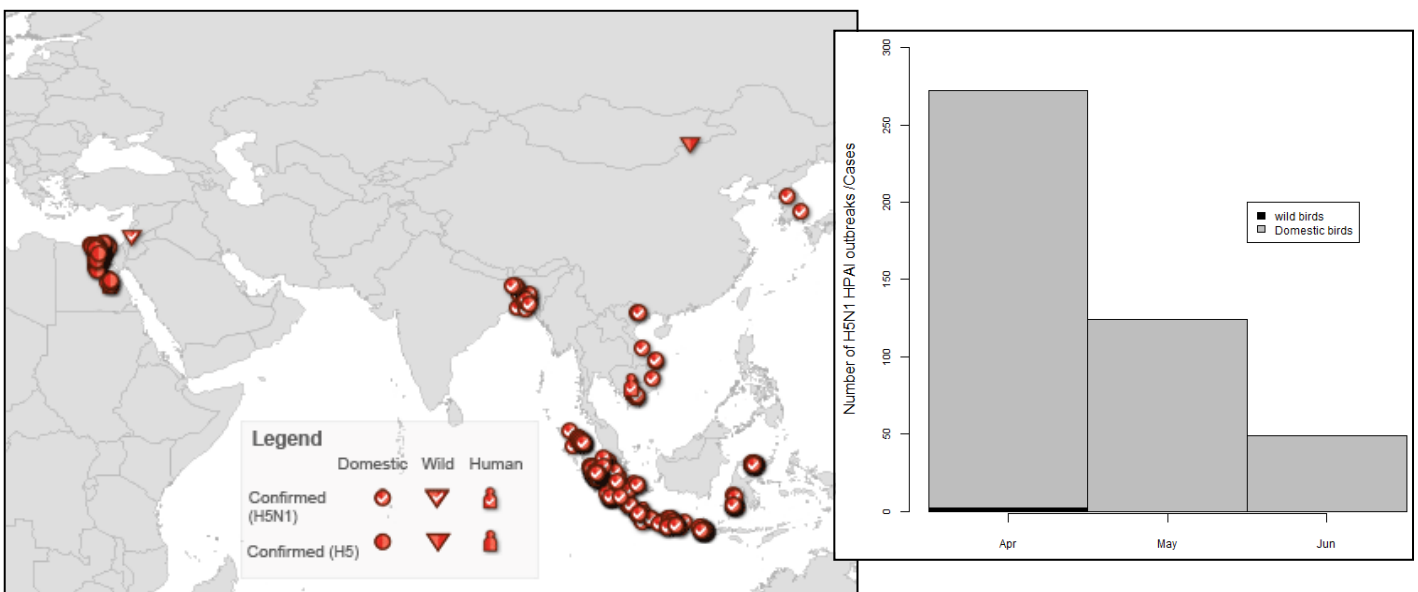 Legend
Domestic Wild Human
Confirmed
(H5N1)
Confirmed (H5)
Number of H5N1 HPAI outbreaks /Cases
300
250
200
150
100
50
0
wild birds
Domestic birds
Apr May Jun